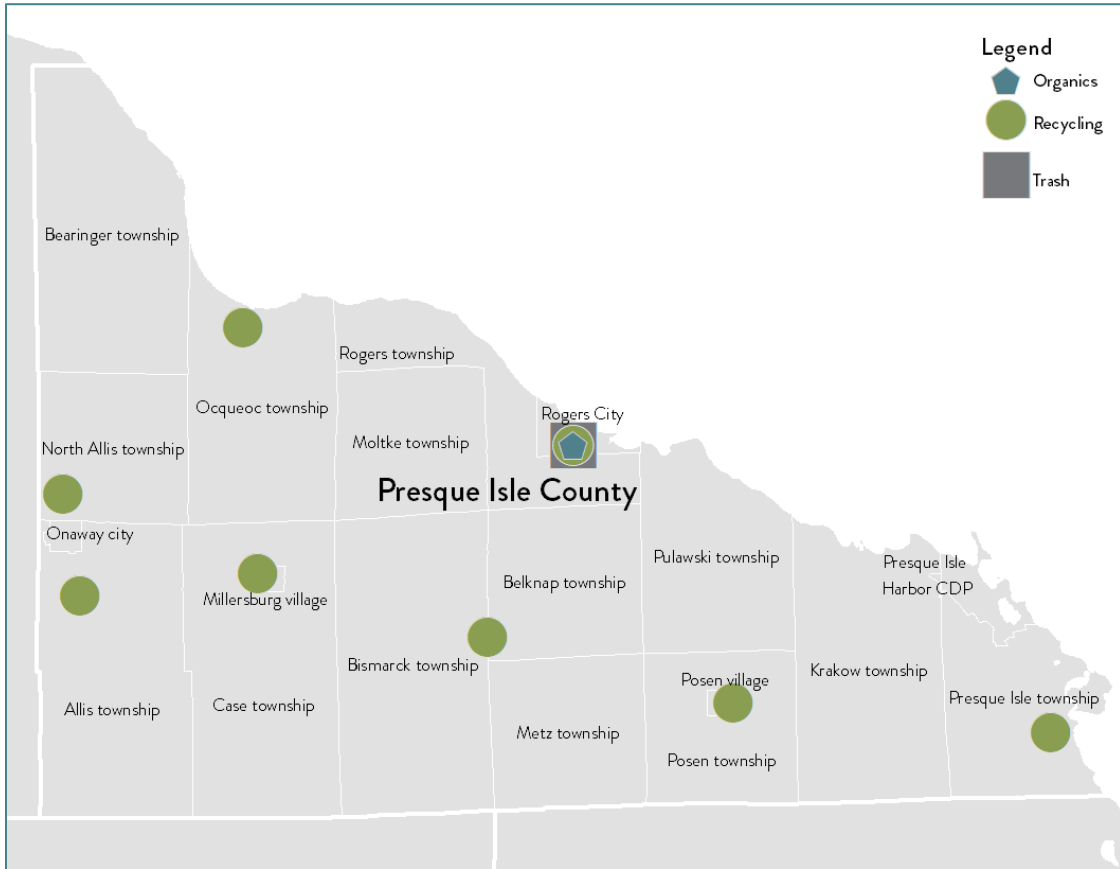 Legend
Organics
Recycling
Trash
Bearinger township
Rogers township
Ocqueoc township
Rogers City
Moltke township
North Allis township
Presque Isle County
Onaway city
Pulawski township
Presque Isle
Harbor CDP
Belknap township
Millersburg village
Bismarck township
Krakow township
Posen village
Presque Isle township
Case township
Allis township
Metz township
Posen township